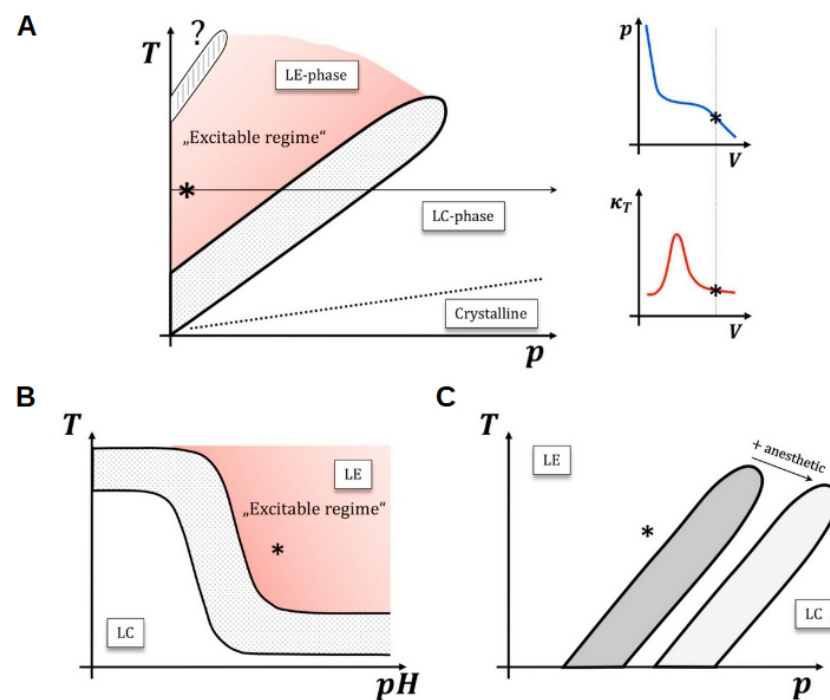 A
T
?
LE-phase
„Excitable regime“
*
LC-phase
Crystalline
p
p
*
V
κT
*
V
B
T
LE
„Excitable regime“
*
LC
pH
C
T
LE
+ anesthetic
*
LC
p